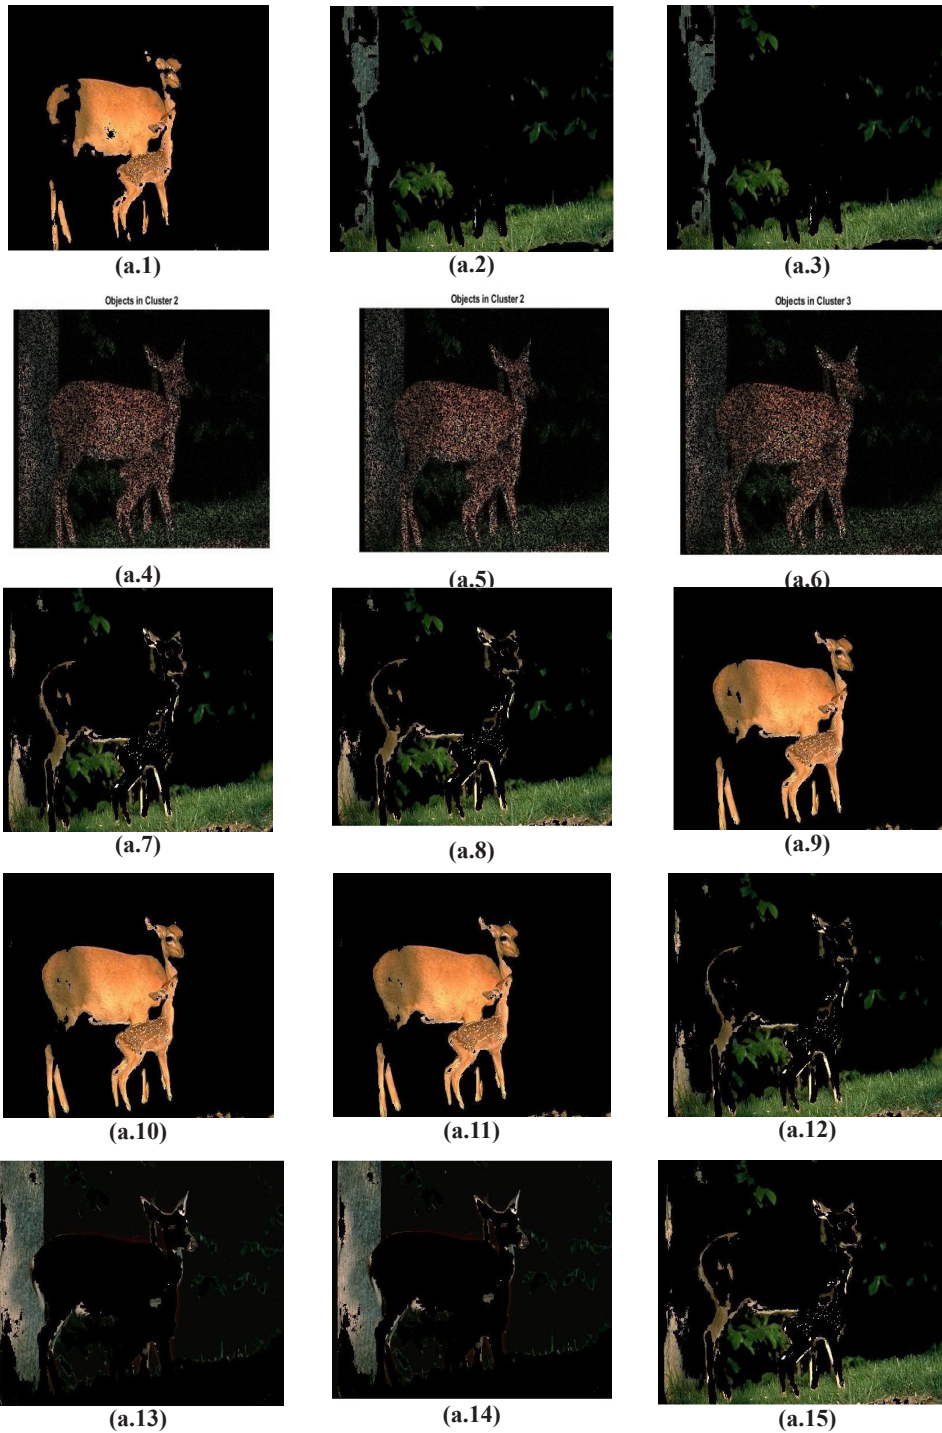 (a.1)
(a.2)
(a.3)
Objects in Cluster 2
Objects in Cluster 2
Objects in Cluster 3
(a.4)
(a.5)
(a.6)
(a.7)
(a.8)
(a.9)
(a.10)
(a.11)
(a.12)
(a.13)
(a.14)
(a.15)